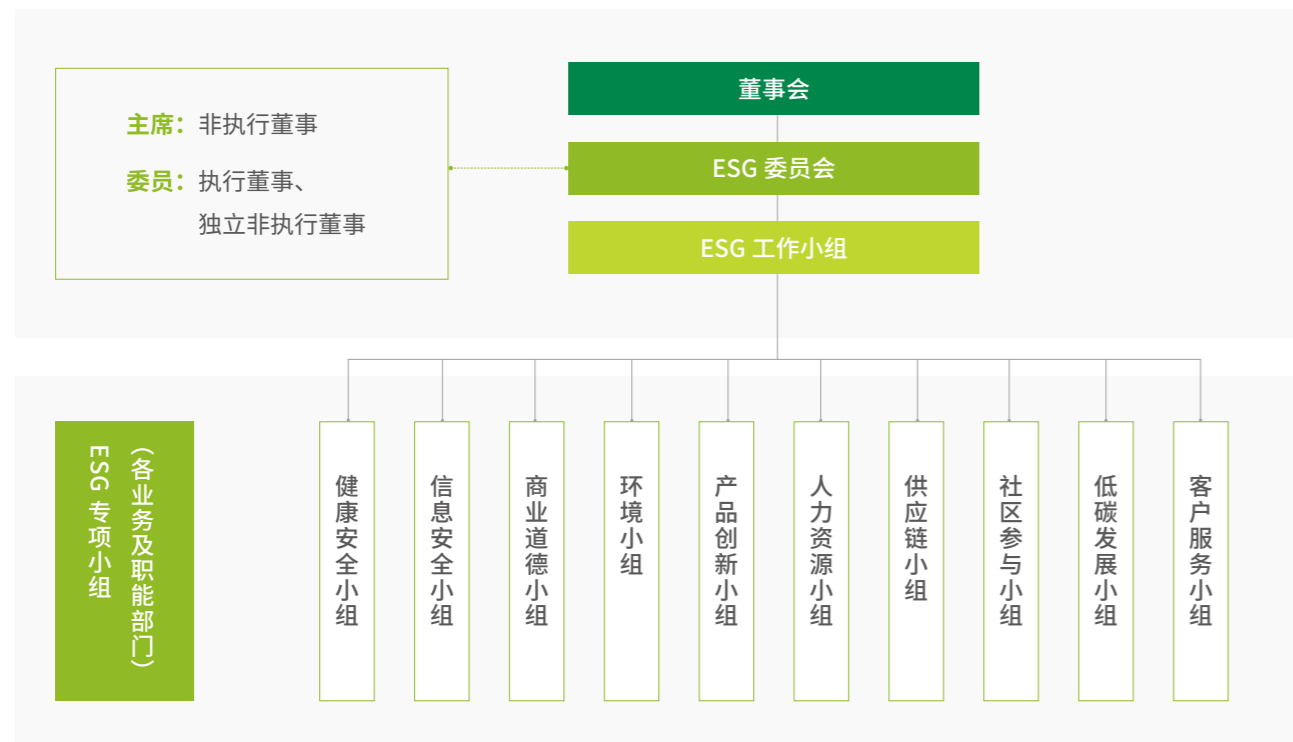 董事会
主席：非执行董事
委员：执行董事、
独立非执行董事
ESG 委员会
ESG 工作小组
ESG 专项小组
（各业务及职能部门）
健康安全小组
信息安全小组
商业道德小组
环境小组
产品创新小组
人力资源小组
供应链小组
社区参与小组
低碳发展小组
客户服务小组